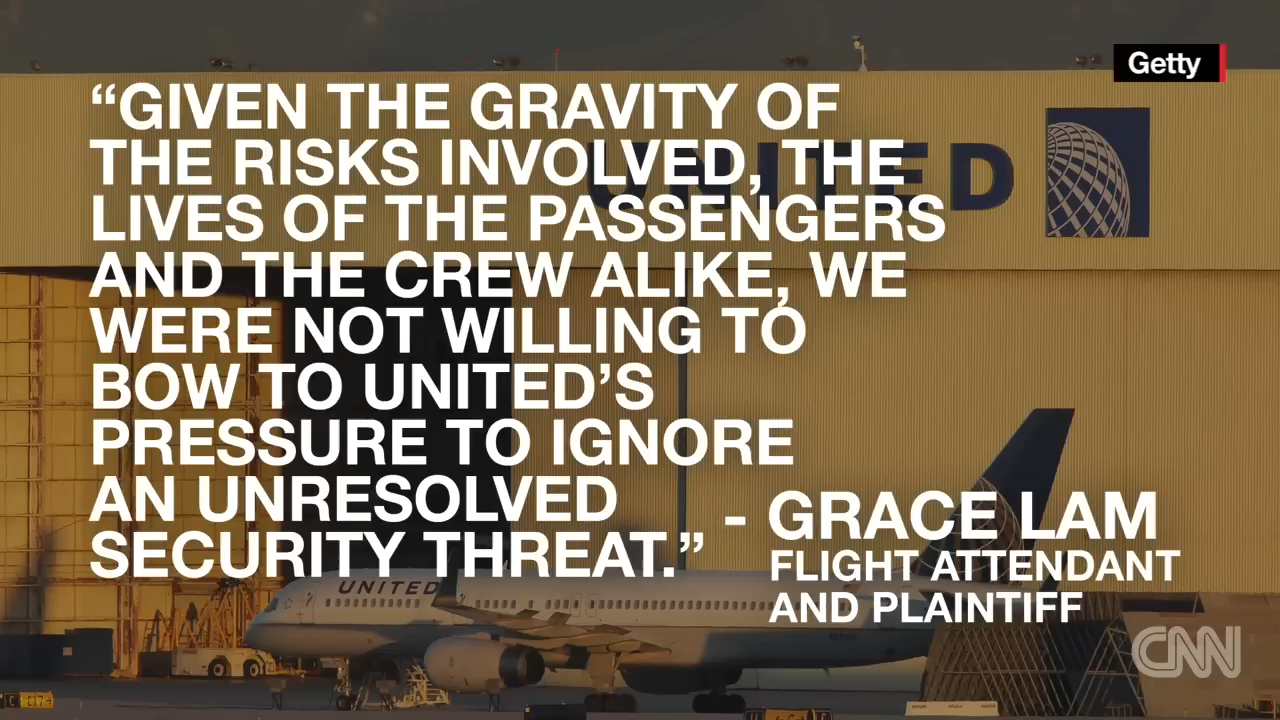 Getty
“GIVEN THE GRAVITY OF
THE RISKS INVOLVED, THE
LIVES OF THE PASSENGERS
AND THE CREW ALIKE, WE
WERE NOT WILLING TO
BOW TO UNITED’S
PRESSURE TO IGNORE
AN UNRESOLVED
SECURITY THREAT.”
- GRACE LAM
FLIGHT ATTENDANT
AND PLAINTIFF
UNITED
UNITED
CNN